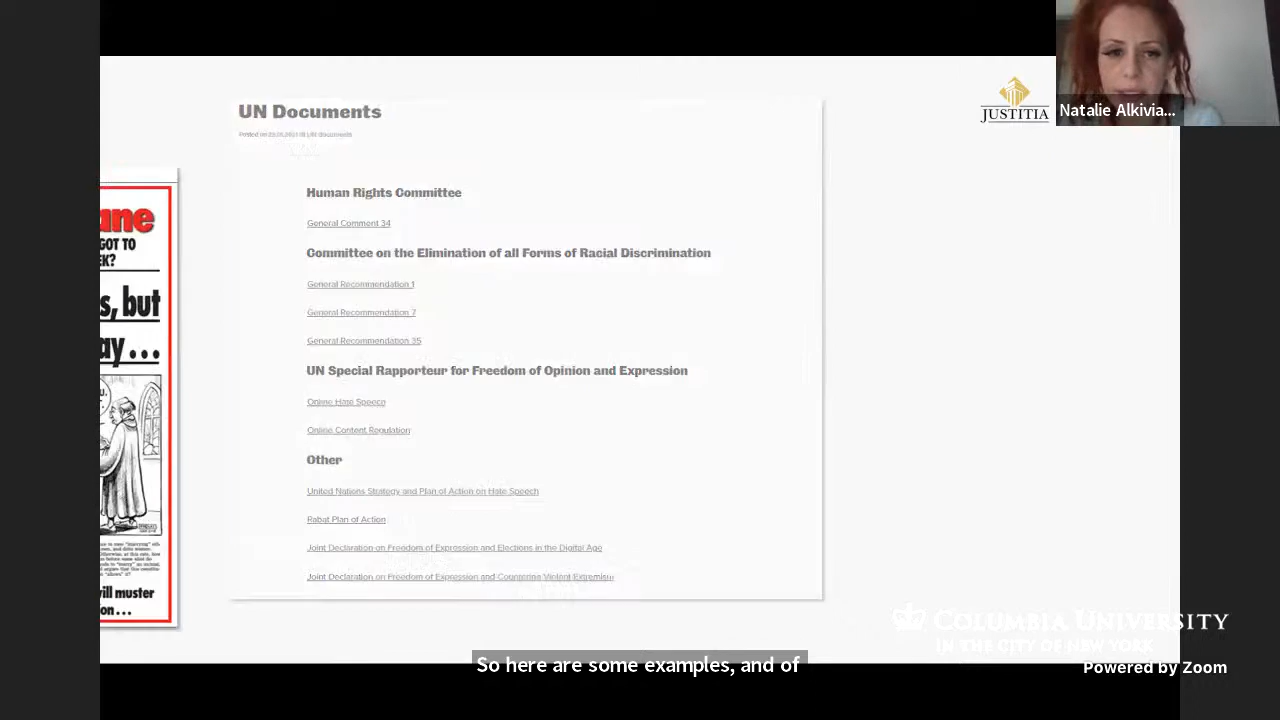 UN Documents
JUSTITIA
Natalie Alkivia...
Human Rights Committee
General Comment 34
Committee on the Elimination of all Forms of Racial Discrimination
General Recommendation 1
General Recommendation 7
General Recommendation 35
UN Special Rapporteur for Freedom of Opinion and Expression
Online Hate Speech
Online Content Regulation
Other
United Nations Strategy and Plan of Action on Hate Speech
Rabat Plan of Action
Joint Declaration on Freedom of Expression and Elections in the Digital Age
Joint Declaration on Freedom of Expression and Countering Violent Extremism
ane
GOT TO
EK?
s, but
ay...
vill muster
on...
COLUMBIA UNIVERSITY
IN THE CITY OF NEW YORK
So here are some examples, and of
Powered by Zoom